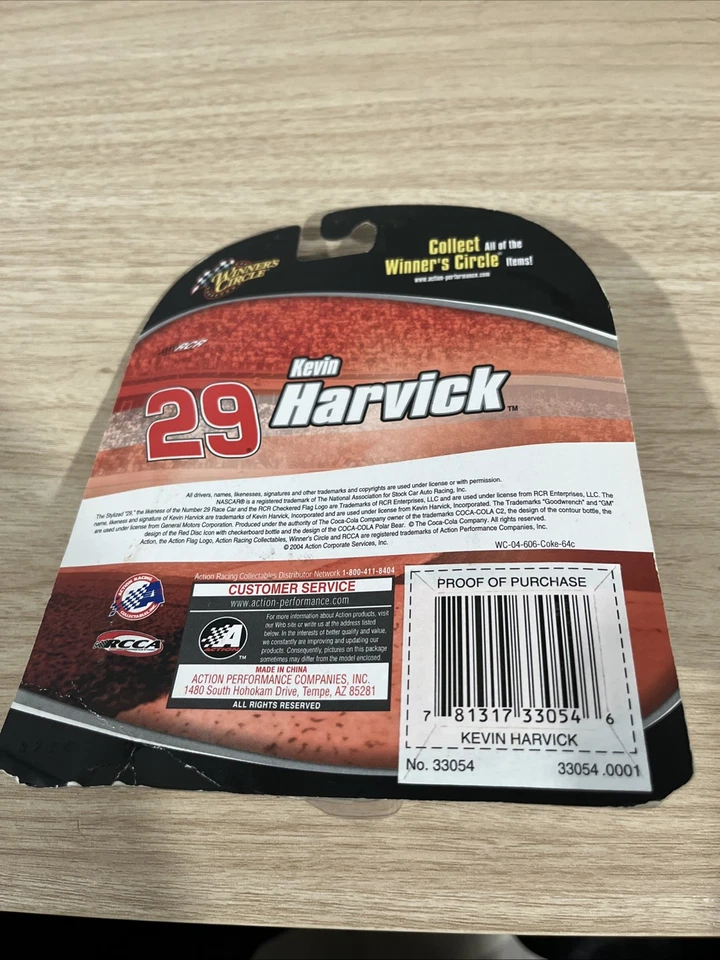 WINNER'S CIRCLE
Collect All of the
Winner's Circle® Items!
www.action-performance.com
RCR
Kevin
29 Harvick™
All drivers, names, likenesses, signatures and other trademarks and copyrights are used under license or with permission.
NASCAR® is a registered trademark of The National Association for Stock Car Auto Racing, Inc.
The Stylized "29," the likeness of the Number 29 Race Car and the RCR Checkered Flag Logo are Trademarks of RCR Enterprises, LLC and are used under license from RCR Enterprises, LLC. The
name, likeness and signature of Kevin Harvick are trademarks of Kevin Harvick, Incorporated and are used under license from Kevin Harvick, Incorporated. The Trademarks "Goodwrench" and "GM"
are used under license from General Motors Corporation. Produced under the authority of The Coca-Cola Company owner of the trademarks COCA-COLA C2, the design of the contour bottle, the
design of the Red Disc Icon with checkerboard bottle and the design of the COCA-COLA Polar Bear. © The Coca-Cola Company. All rights reserved.
Action, the Action Flag Logo, Action Racing Collectables, Winner's Circle and RCCA are registered trademarks of Action Performance Companies, Inc.
© 2004 Action Corporate Services, Inc.
WC-04-606-Coke-64c
Action Racing Collectables Distributor Network 1-800-411-8404
CUSTOMER SERVICE
www.action-performance.com
For more information about Action products, visit
our Web site or write us at the address listed
below. In the interests of better quality and value,
we constantly are improving and updating our
products. Consequently, pictures on this package
sometimes may differ from the model enclosed.
ACTION RACING
COLLECTABLES
A
ACTION
™
RCCA
MADE IN CHINA
ACTION PERFORMANCE COMPANIES, INC.
1480 South Hohokam Drive, Tempe, AZ 85281
ALL RIGHTS RESERVED
PROOF OF PURCHASE
7 81317 33054 6
KEVIN HARVICK
No. 33054
33054 .0001